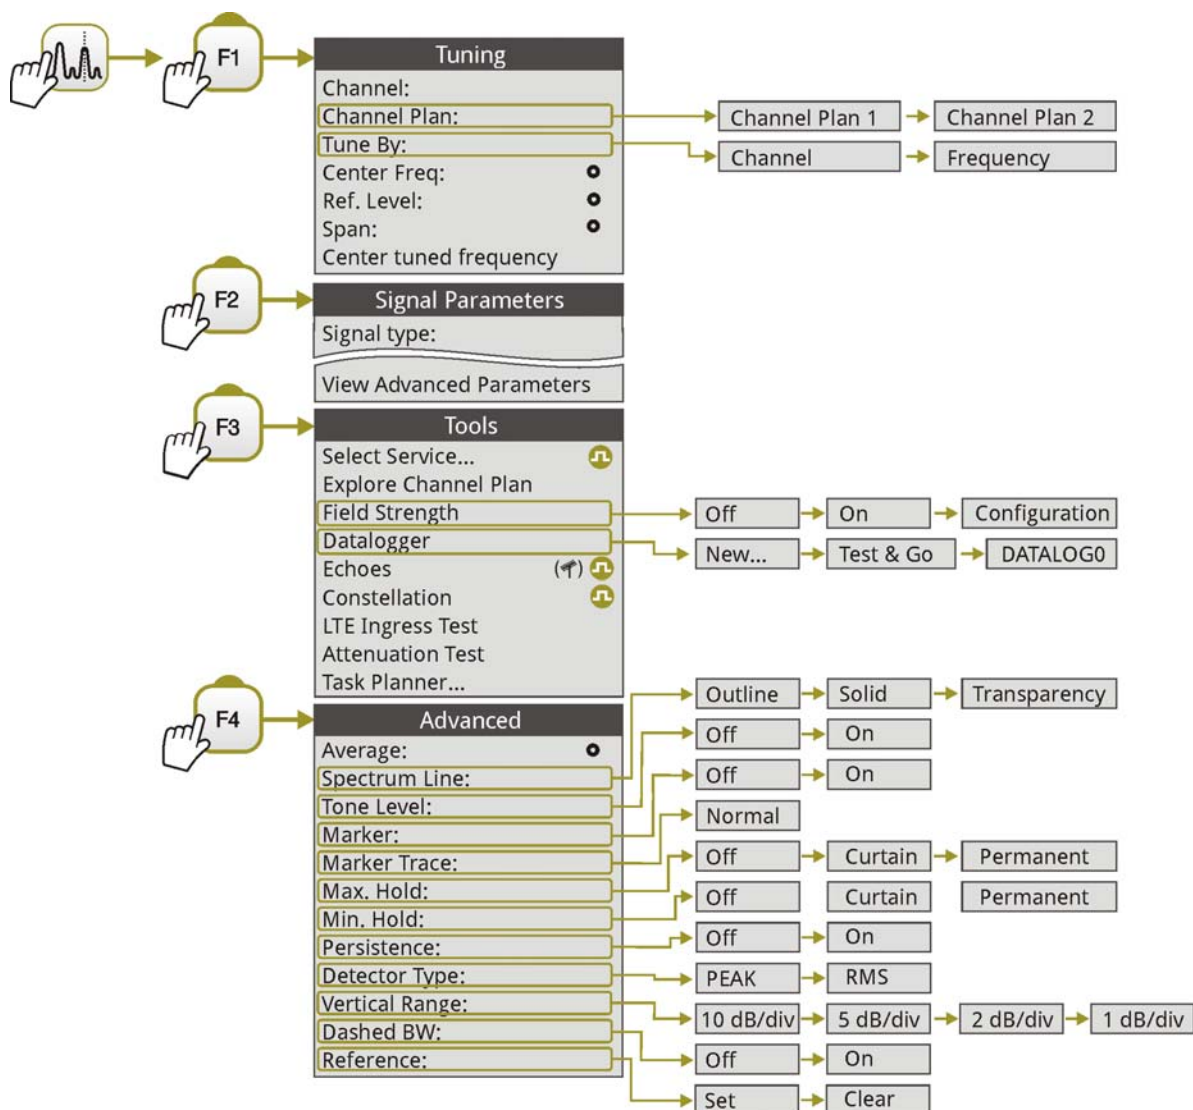 F1
Tuning
Channel:
Channel Plan:
Channel Plan 1
Channel Plan 2
Tune By:
Channel
Frequency
Center Freq:
Ref. Level:
Span:
Center tuned frequency
F2
Signal Parameters
Signal type:
View Advanced Parameters
F3
Tools
Select Service...
Explore Channel Plan
Field Strength
Off
On
Configuration
Datalogger
New...
Test & Go
DATALOG0
Echoes
Constellation
LTE Ingress Test
Attenuation Test
Task Planner...
F4
Advanced
Average:
Spectrum Line:
Outline
Solid
Transparency
Tone Level:
Off
On
Marker:
Off
On
Marker Trace:
Normal
Max. Hold:
Off
Curtain
Permanent
Min. Hold:
Off
Curtain
Permanent
Persistence:
Off
On
Detector Type:
PEAK
RMS
Vertical Range:
10 dB/div
5 dB/div
2 dB/div
1 dB/div
Dashed BW:
Off
On
Reference:
Set
Clear